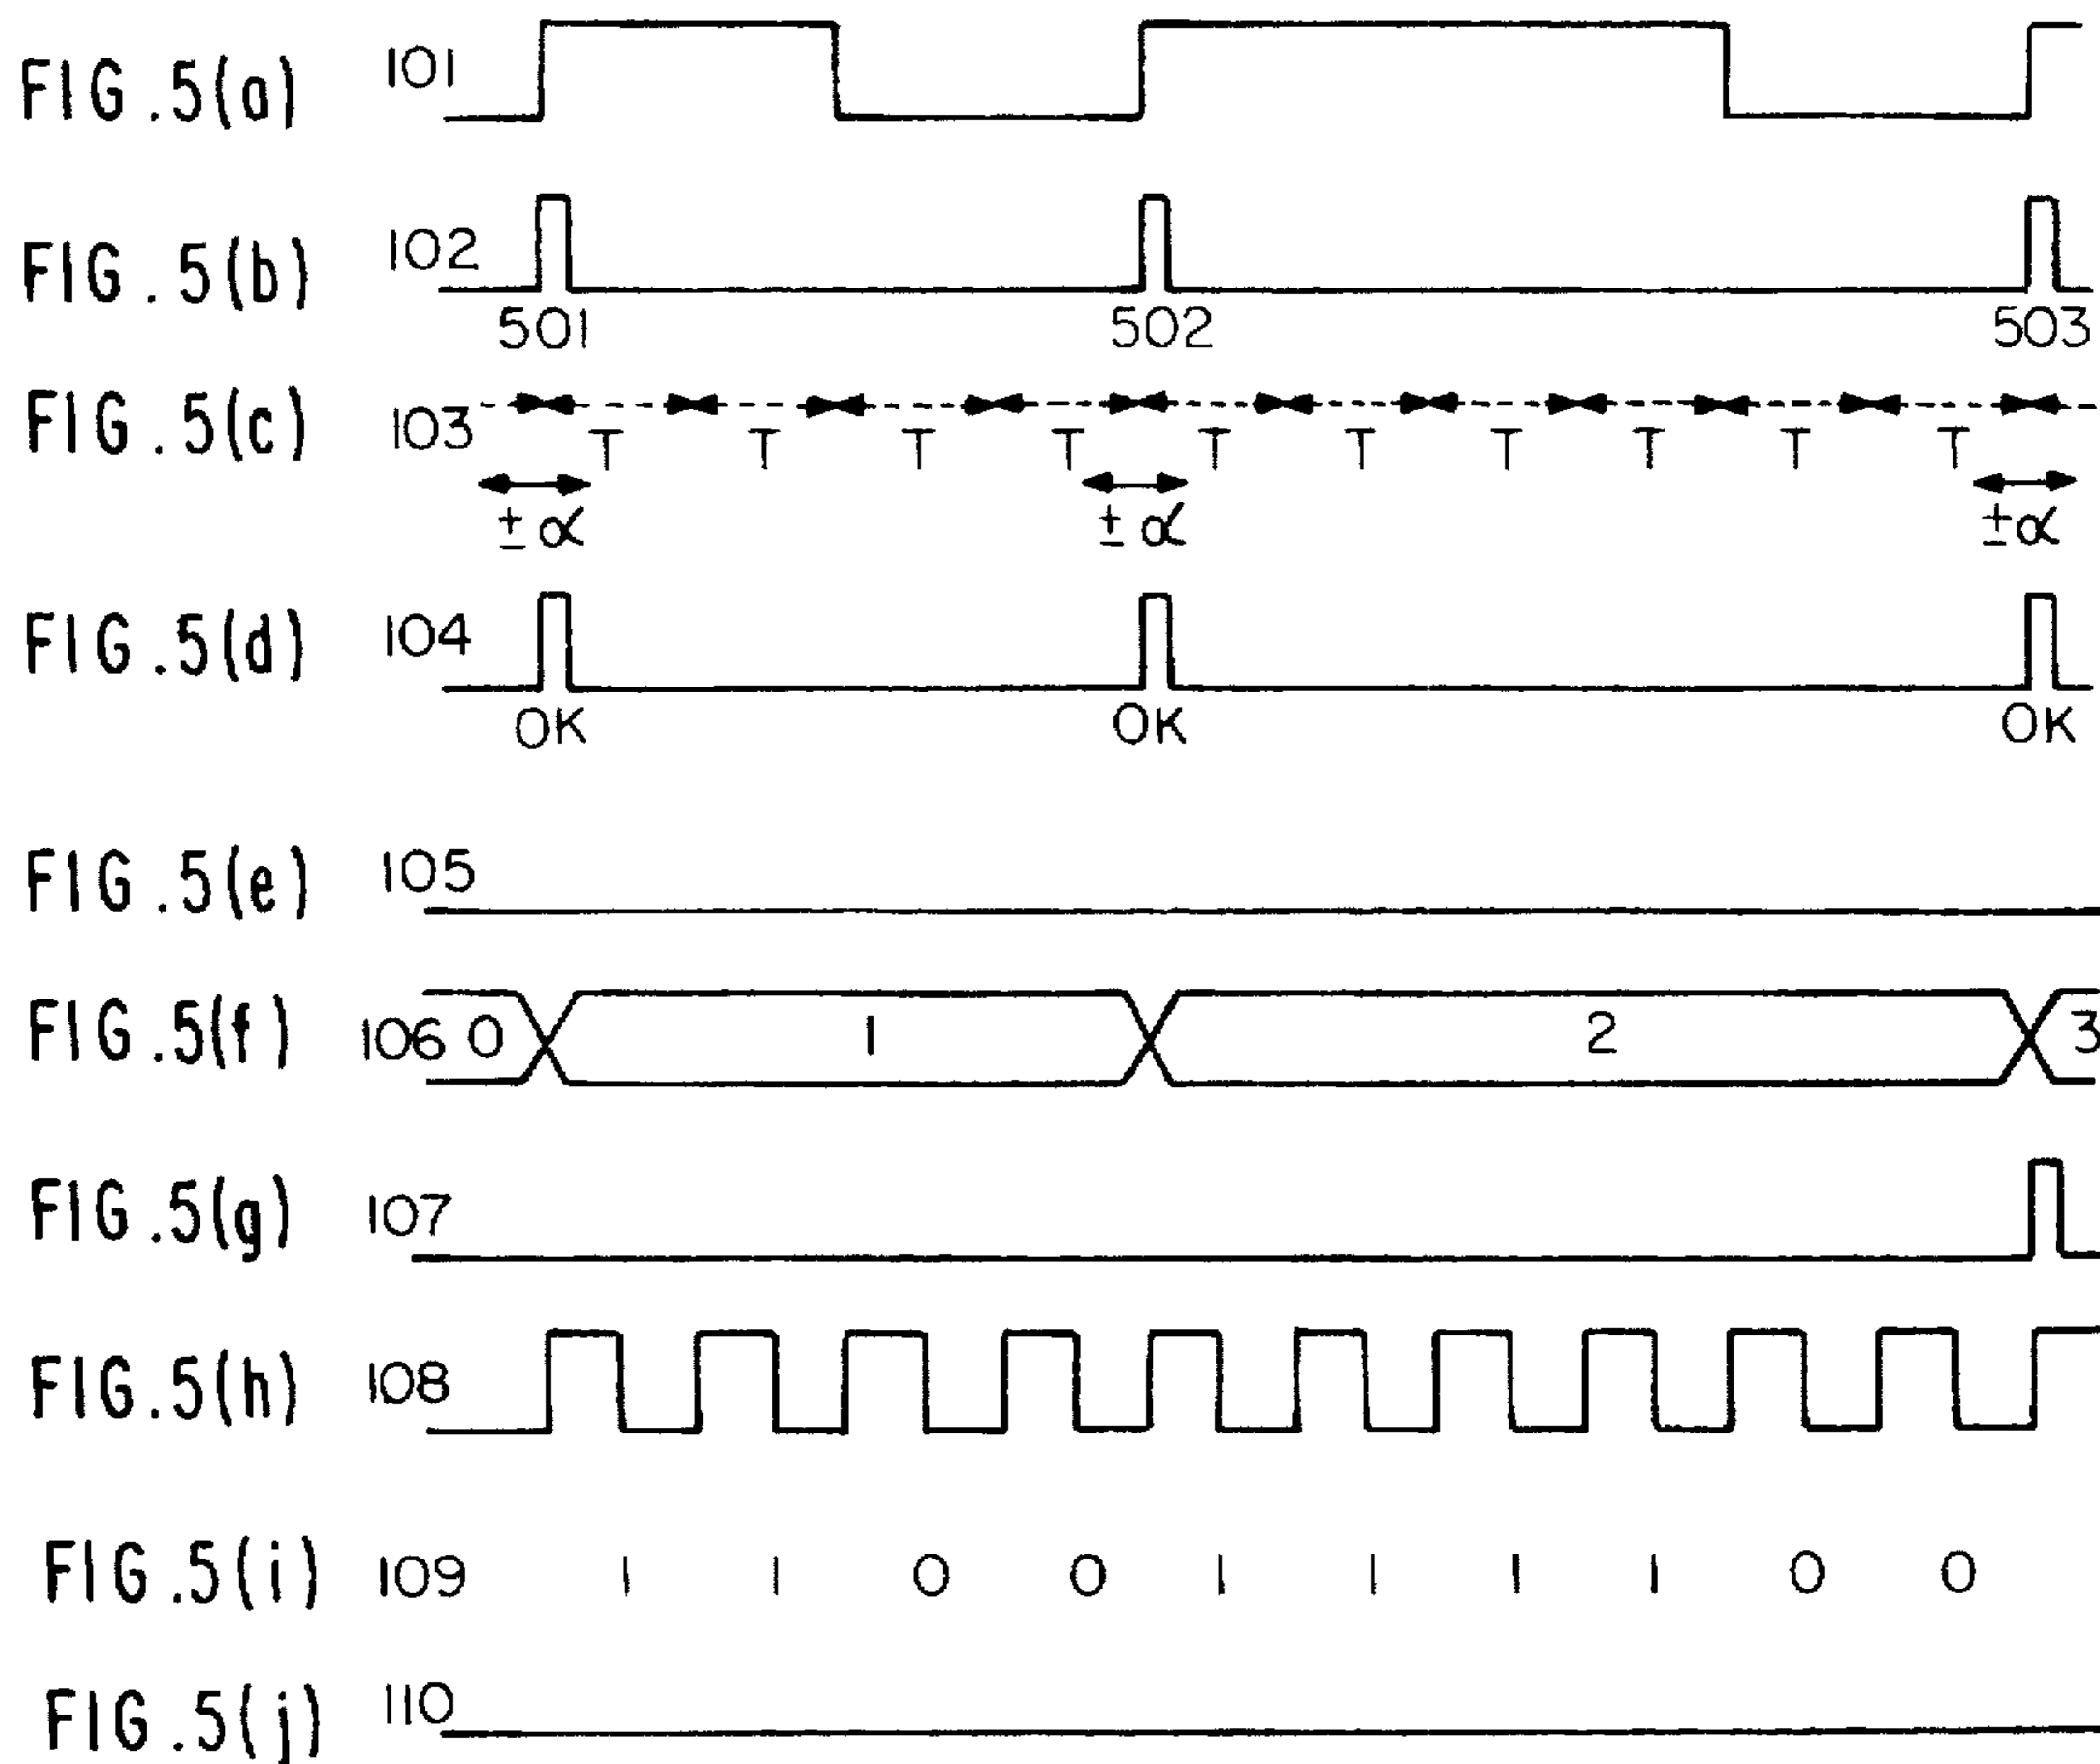 FIG.5(a) 101
FIG.5(b) 102
501 502 503
FIG.5(c) 103
T T T T T T T T T T
±α ±α ±α
FIG.5(d) 104
OK OK OK
FIG.5(e) 105
FIG.5(f) 106 0 1 2 3
FIG.5(g) 107
FIG.5(h) 108
FIG.5(i) 109 1 1 0 0 1 1 1 1 0 0
FIG.5(j) 110